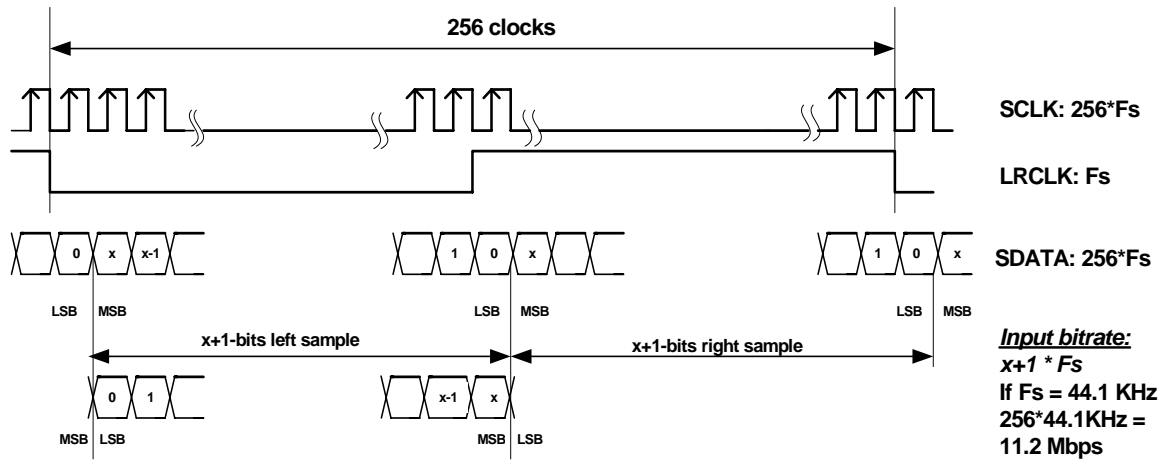 256 clocks
SCLK: 256*Fs
LRCLK: Fs
0 x x-1 1 0 x 1 0 x
SDATA: 256*Fs
LSB MSB LSB MSB LSB MSB
x+1-bits left sample
x+1-bits right sample
0 1 x-1 x
MSB LSB MSB LSB
Input bitrate:
x+1 * Fs
If Fs = 44.1 KHz
256*44.1KHz =
11.2 Mbps